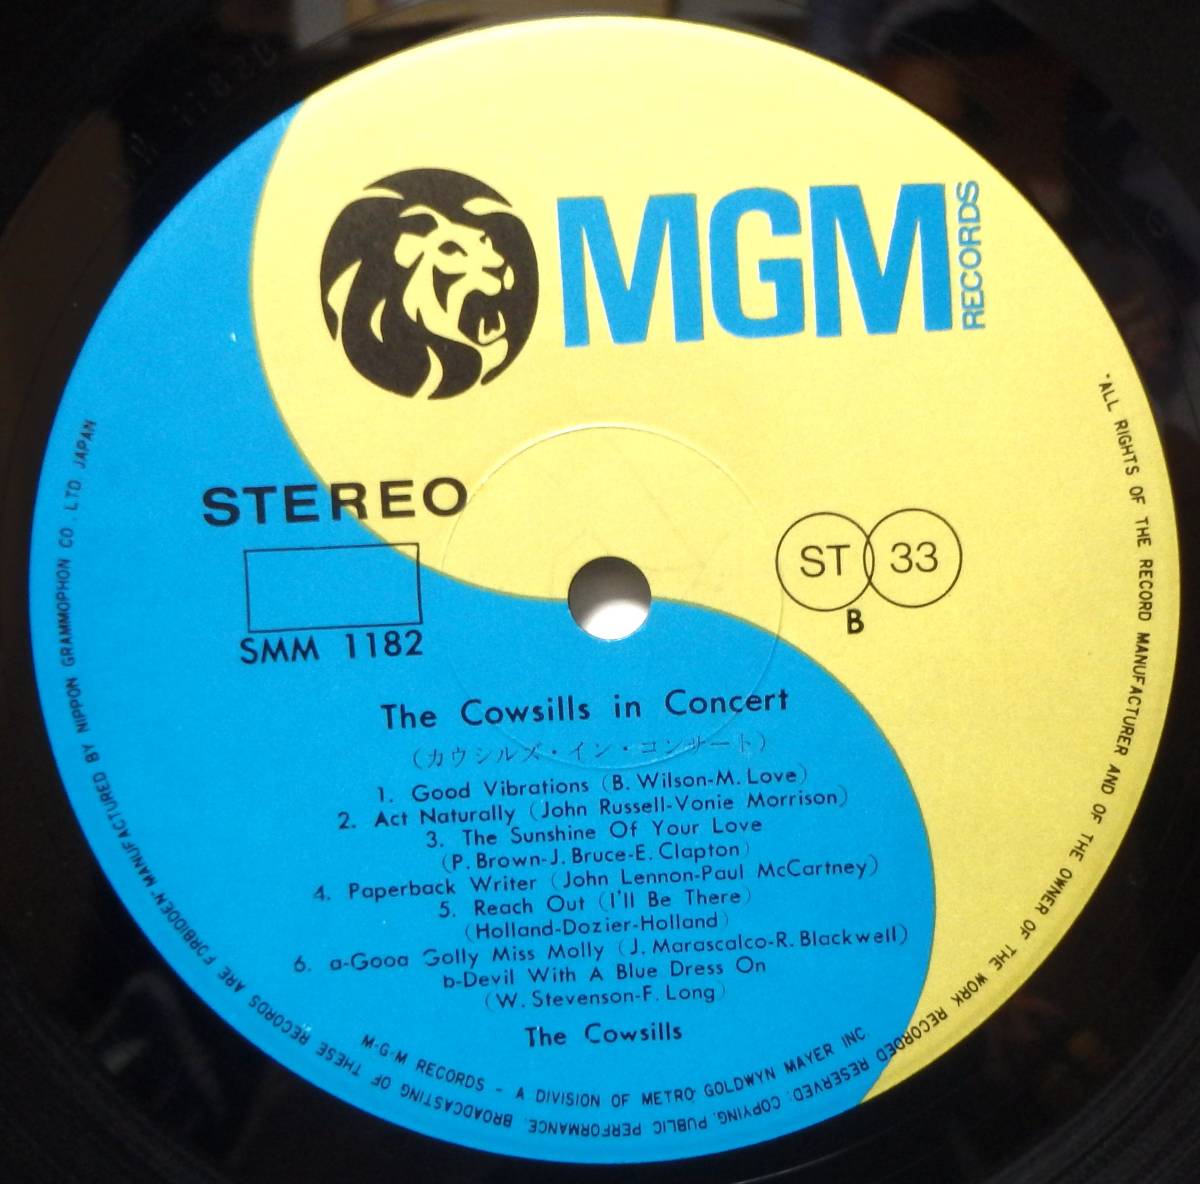 MGM
RECORDS
STEREO
ST 33
B
SMM 1182
The Cowsills in Concert
(カウシルズ・イン・コンサート)
1. Good Vibrations (B. Wilson-M. Love)
2. Act Naturally (John Russell-Vonie Morrison)
3. The Sunshine Of Your Love
(P. Brown-J. Bruce-E. Clapton)
4. Paperback Writer (John Lennon-Paul McCartney)
5. Reach Out (I'll Be There)
(Holland-Dozier-Holland)
6. a-Gooa Golly Miss Molly (J. Marascalco-R. Blackwell)
b-Devil With A Blue Dress On
(W. Stevenson-F. Long)
The Cowsills
M-G-M RECORDS - A DIVISION OF METRO GOLDWYN MAYER INC.
"ALL RIGHTS OF THE RECORD MANUFACTURER AND OF THE OWNER OF THE WORK RECORDED RESERVED. COPYING, PUBLIC PERFORMANCE, BROADCASTING OF THESE RECORDS ARE FORBIDDEN" MANUFACTURED BY NIPPON GRAMMOPHON CO. LTD JAPAN